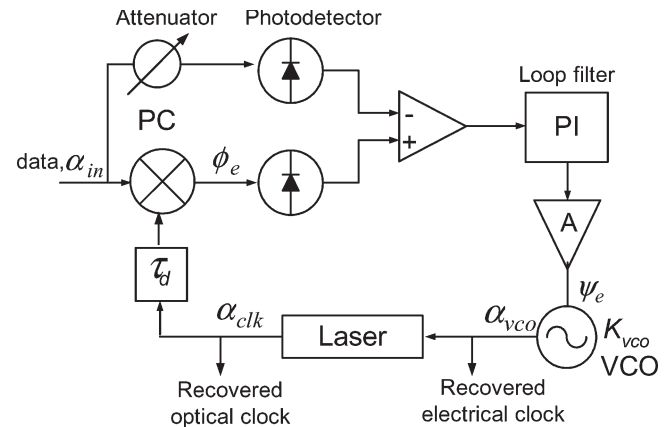 Attenuator
Photodetector
Loop filter
PC
-
+
PI
data, α_in
ϕ_e
A
τ_d
ψ_e
α_clk
Laser
α_vco
K_vco
VCO
Recovered
optical clock
Recovered
electrical clock